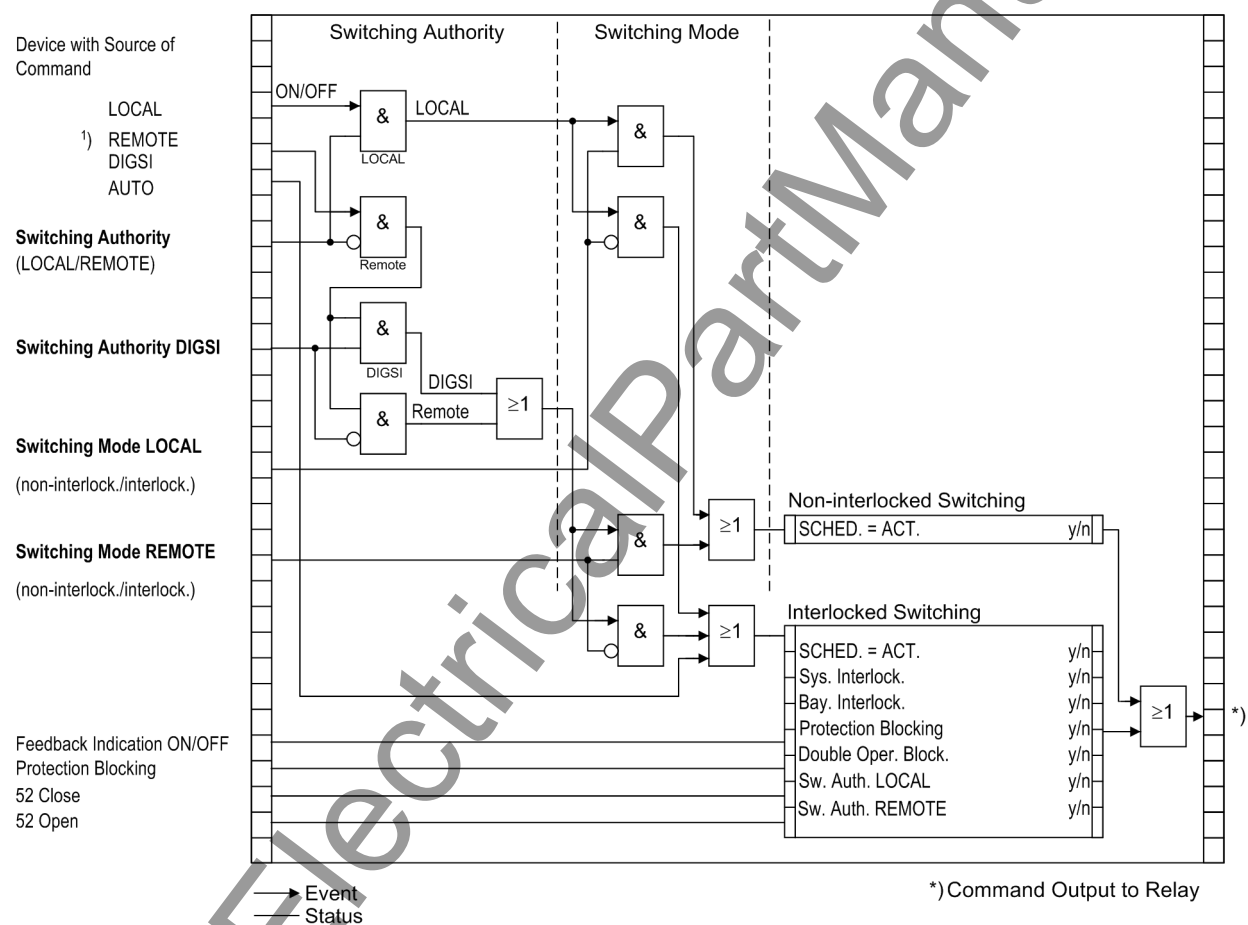 Switching Authority
Switching Mode
Device with Source of
Command
LOCAL
¹) REMOTE
DIGSI
AUTO
ON/OFF
&
LOCAL
LOCAL
&
&
Remote
&
Switching Authority
(LOCAL/REMOTE)
Switching Authority DIGSI
&
DIGSI
DIGSI
≥1
&
Remote
Switching Mode LOCAL
(non-interlock./interlock.)
Switching Mode REMOTE
(non-interlock./interlock.)
&
≥1
&
≥1
Non-interlocked Switching
SCHED. = ACT. y/n
Interlocked Switching
SCHED. = ACT. y/n
Sys. Interlock. y/n
Bay. Interlock. y/n
Protection Blocking y/n
Double Oper. Block. y/n
Sw. Auth. LOCAL y/n
Sw. Auth. REMOTE y/n
≥1
*)
Feedback Indication ON/OFF
Protection Blocking
52 Close
52 Open
Event
Status
*) Command Output to Relay
ElectricalPartManu